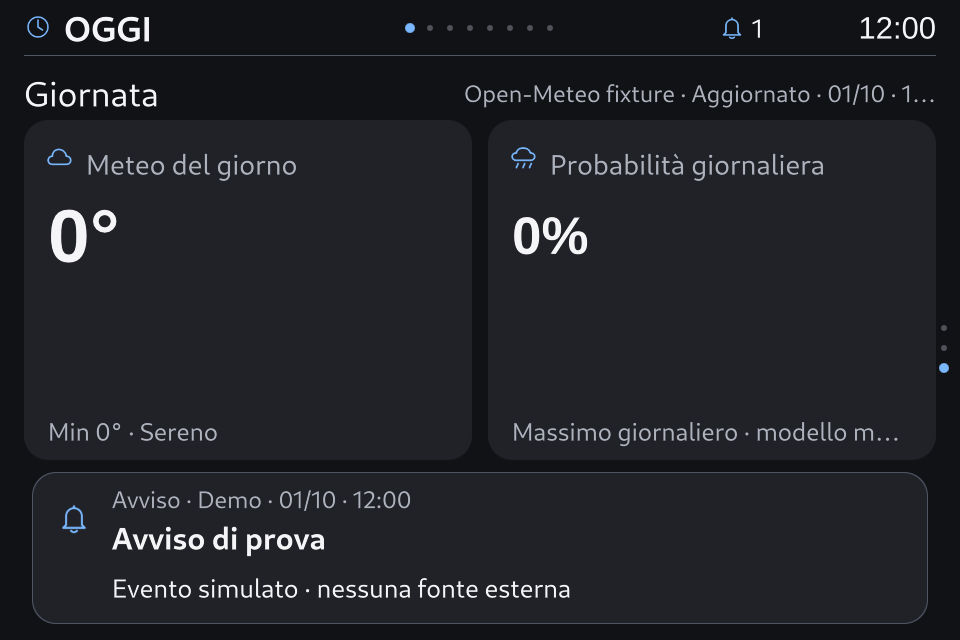 OGGI
1
12:00
Giornata
Open-Meteo fixture · Aggiornato · 01/10 · 1…
Meteo del giorno
0°
Min 0° · Sereno
Probabilità giornaliera
0%
Massimo giornaliero · modello m…
Avviso · Demo · 01/10 · 12:00
Avviso di prova
Evento simulato · nessuna fonte esterna